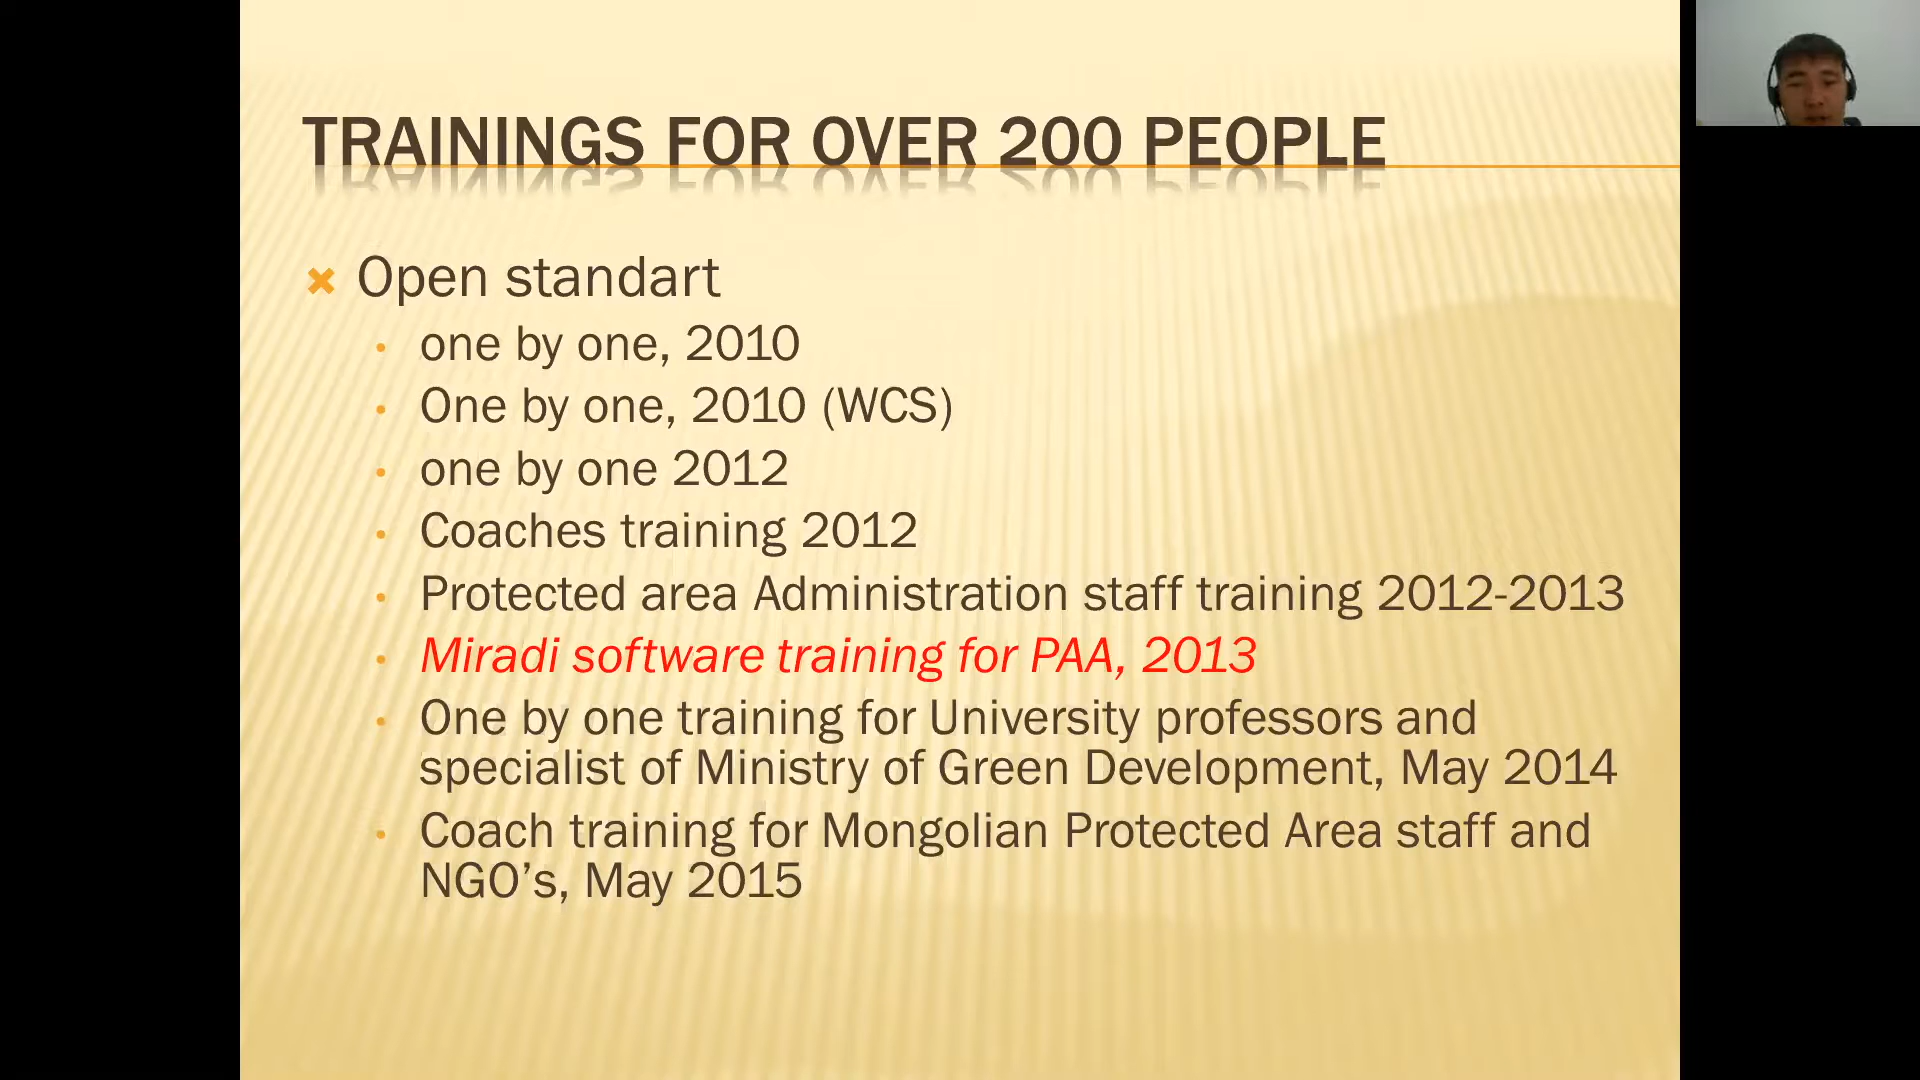 TRAININGS FOR OVER 200 PEOPLE
Open standart
one by one, 2010
One by one, 2010 (WCS)
one by one 2012
Coaches training 2012
Protected area Administration staff training 2012-2013
Miradi software training for PAA, 2013
One by one training for University professors and
specialist of Ministry of Green Development, May 2014
Coach training for Mongolian Protected Area staff and
NGO’s, May 2015